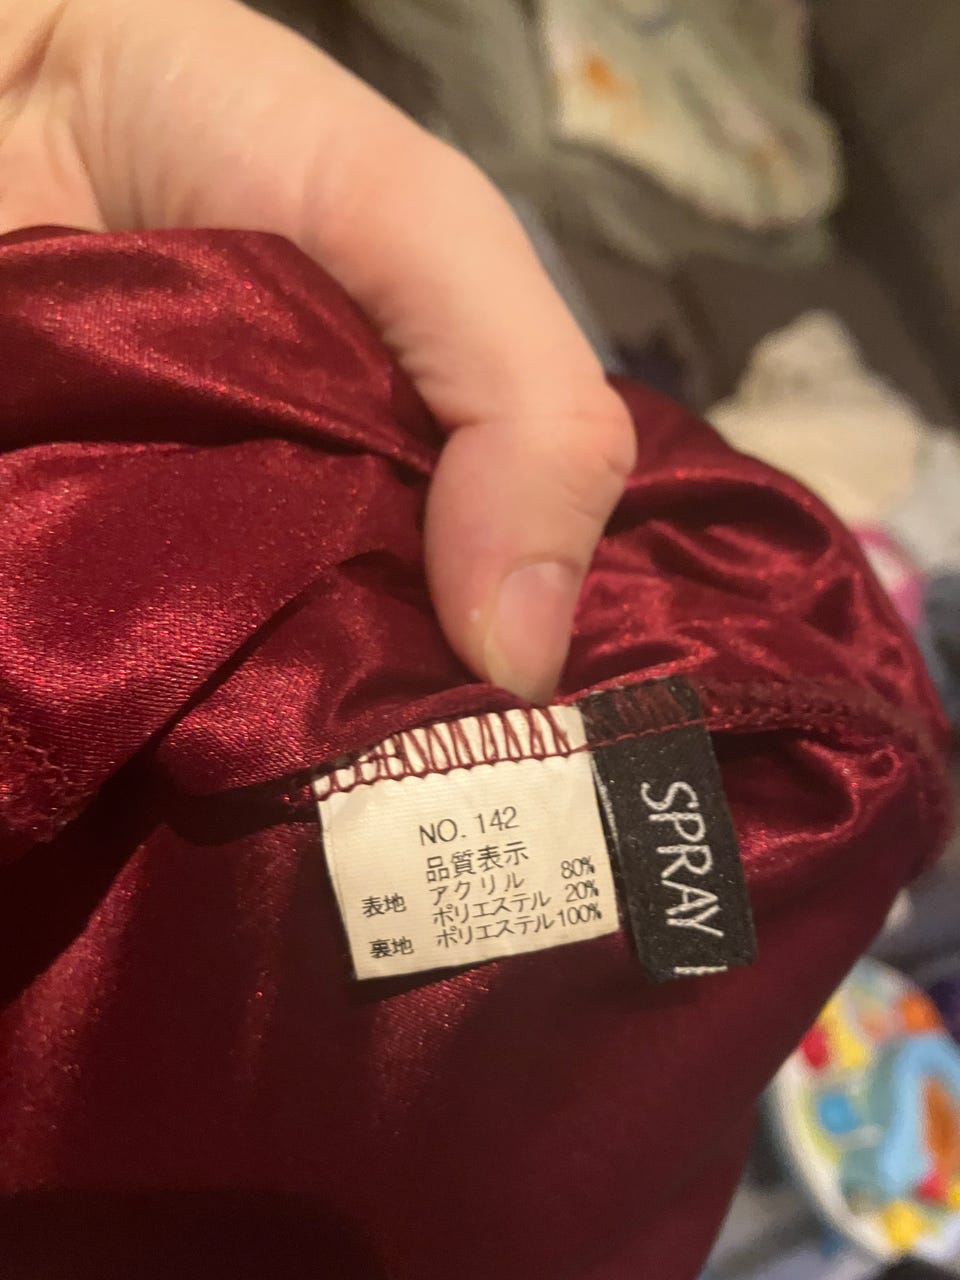 NO. 142
品質表示
表地 アクリル 80%
ポリエステル 20%
裏地 ポリエステル 100%
SPRAY